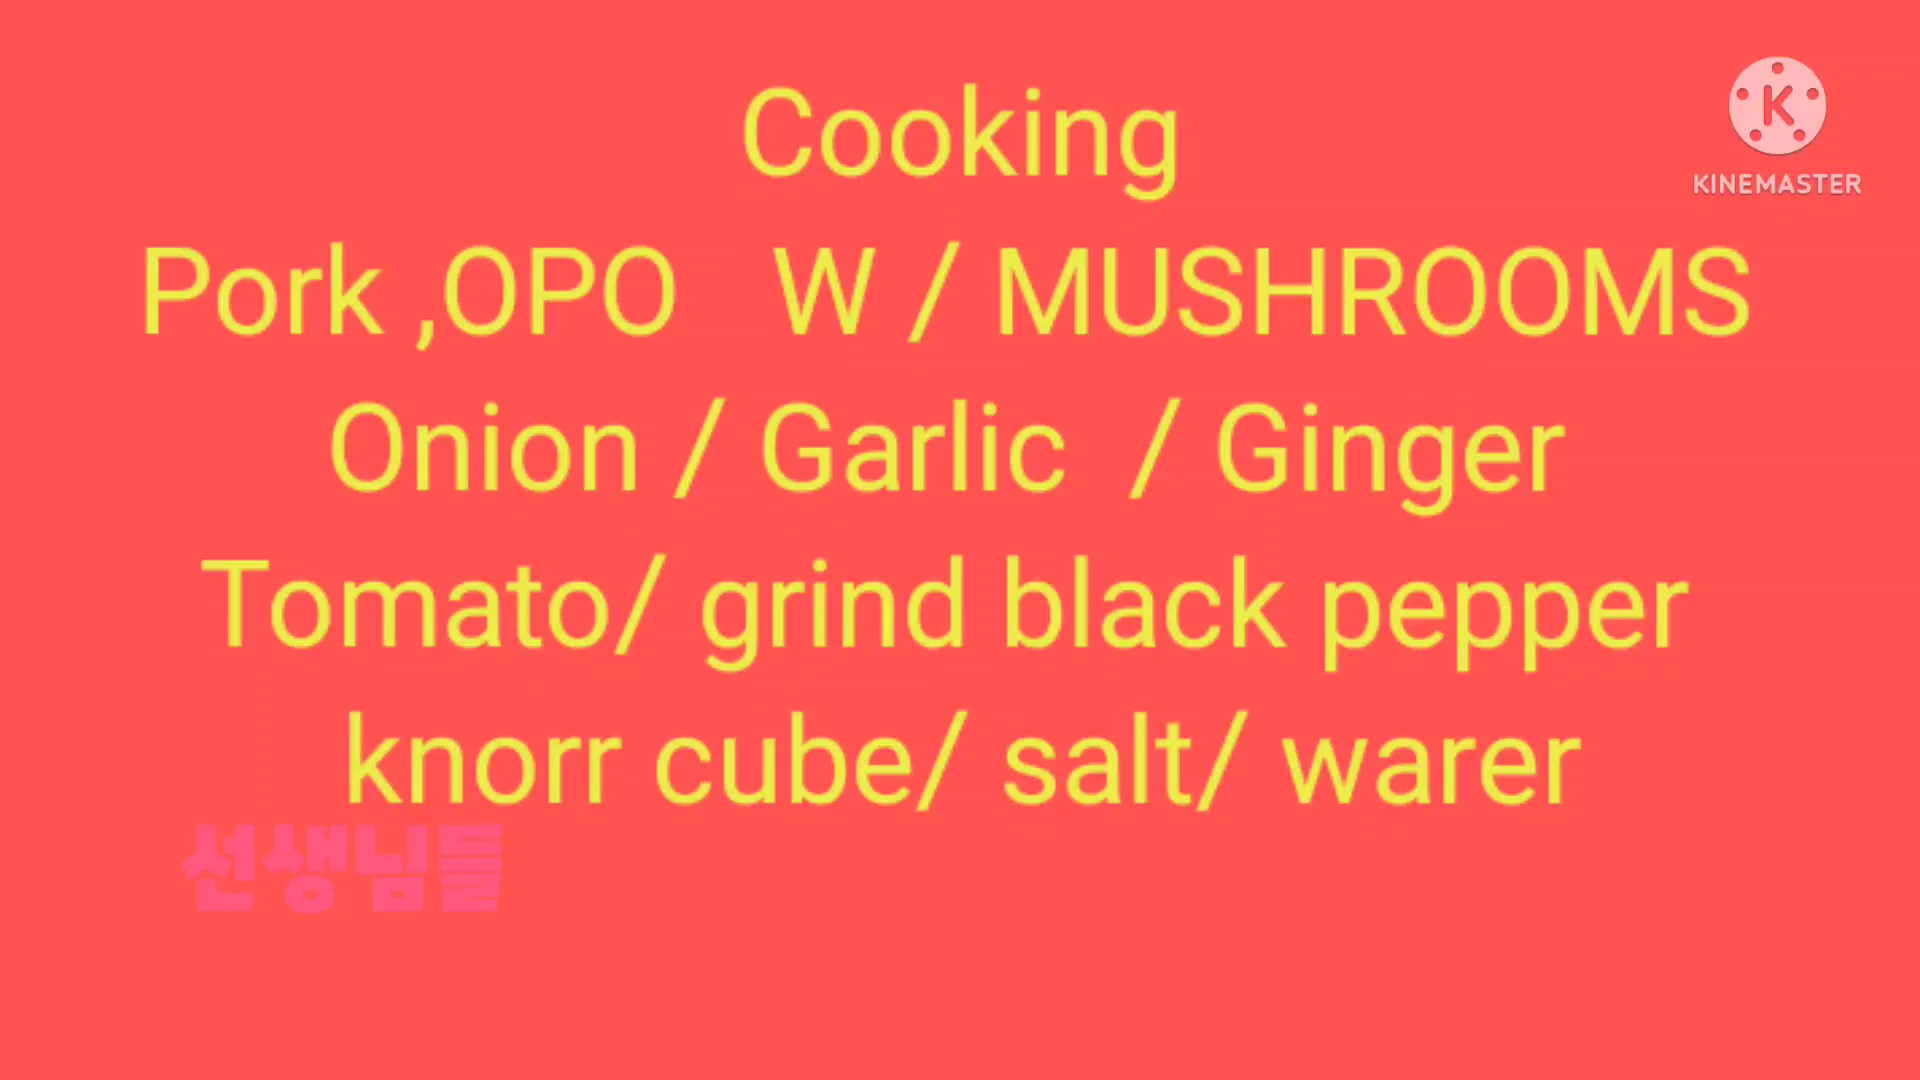 Cooking
K
KINEMASTER
Pork ,OPO W / MUSHROOMS
Onion / Garlic / Ginger
Tomato/ grind black pepper
knorr cube/ salt/ warer
선생님들